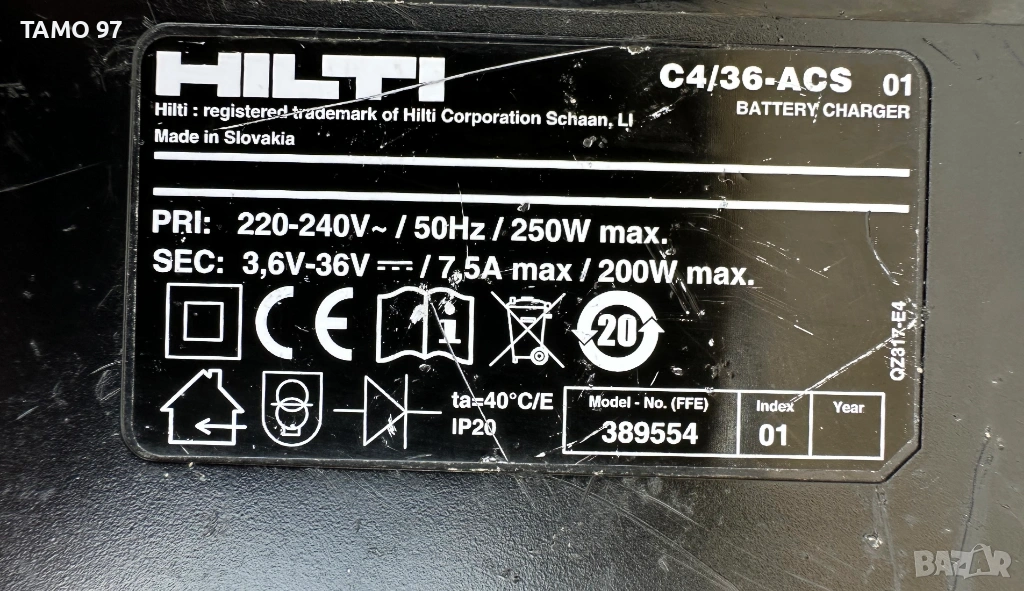 TAMO 97
HILTI
C4/36-ACS 01
BATTERY CHARGER
Hilti : registered trademark of Hilti Corporation Schaan, LI
Made in Slovakia
PRI: 220-240V~ / 50Hz / 250W max.
SEC: 3,6V-36V ⎓ / 7,5A max / 200W max.
CE
i
20
QZ317-E4
ta=40°C/E
IP20
Model - No. (FFE)
389554
Index
01
Year
BAZAR